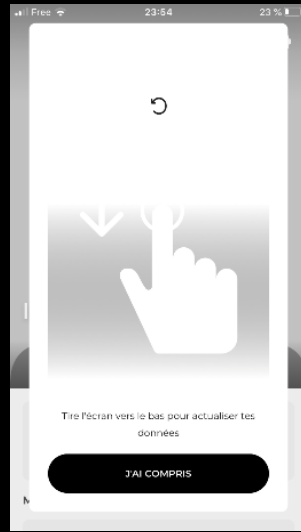 Free 23:54 23 %
Tire l'écran vers le bas pour actualiser tes
données
J'AI COMPRIS
M